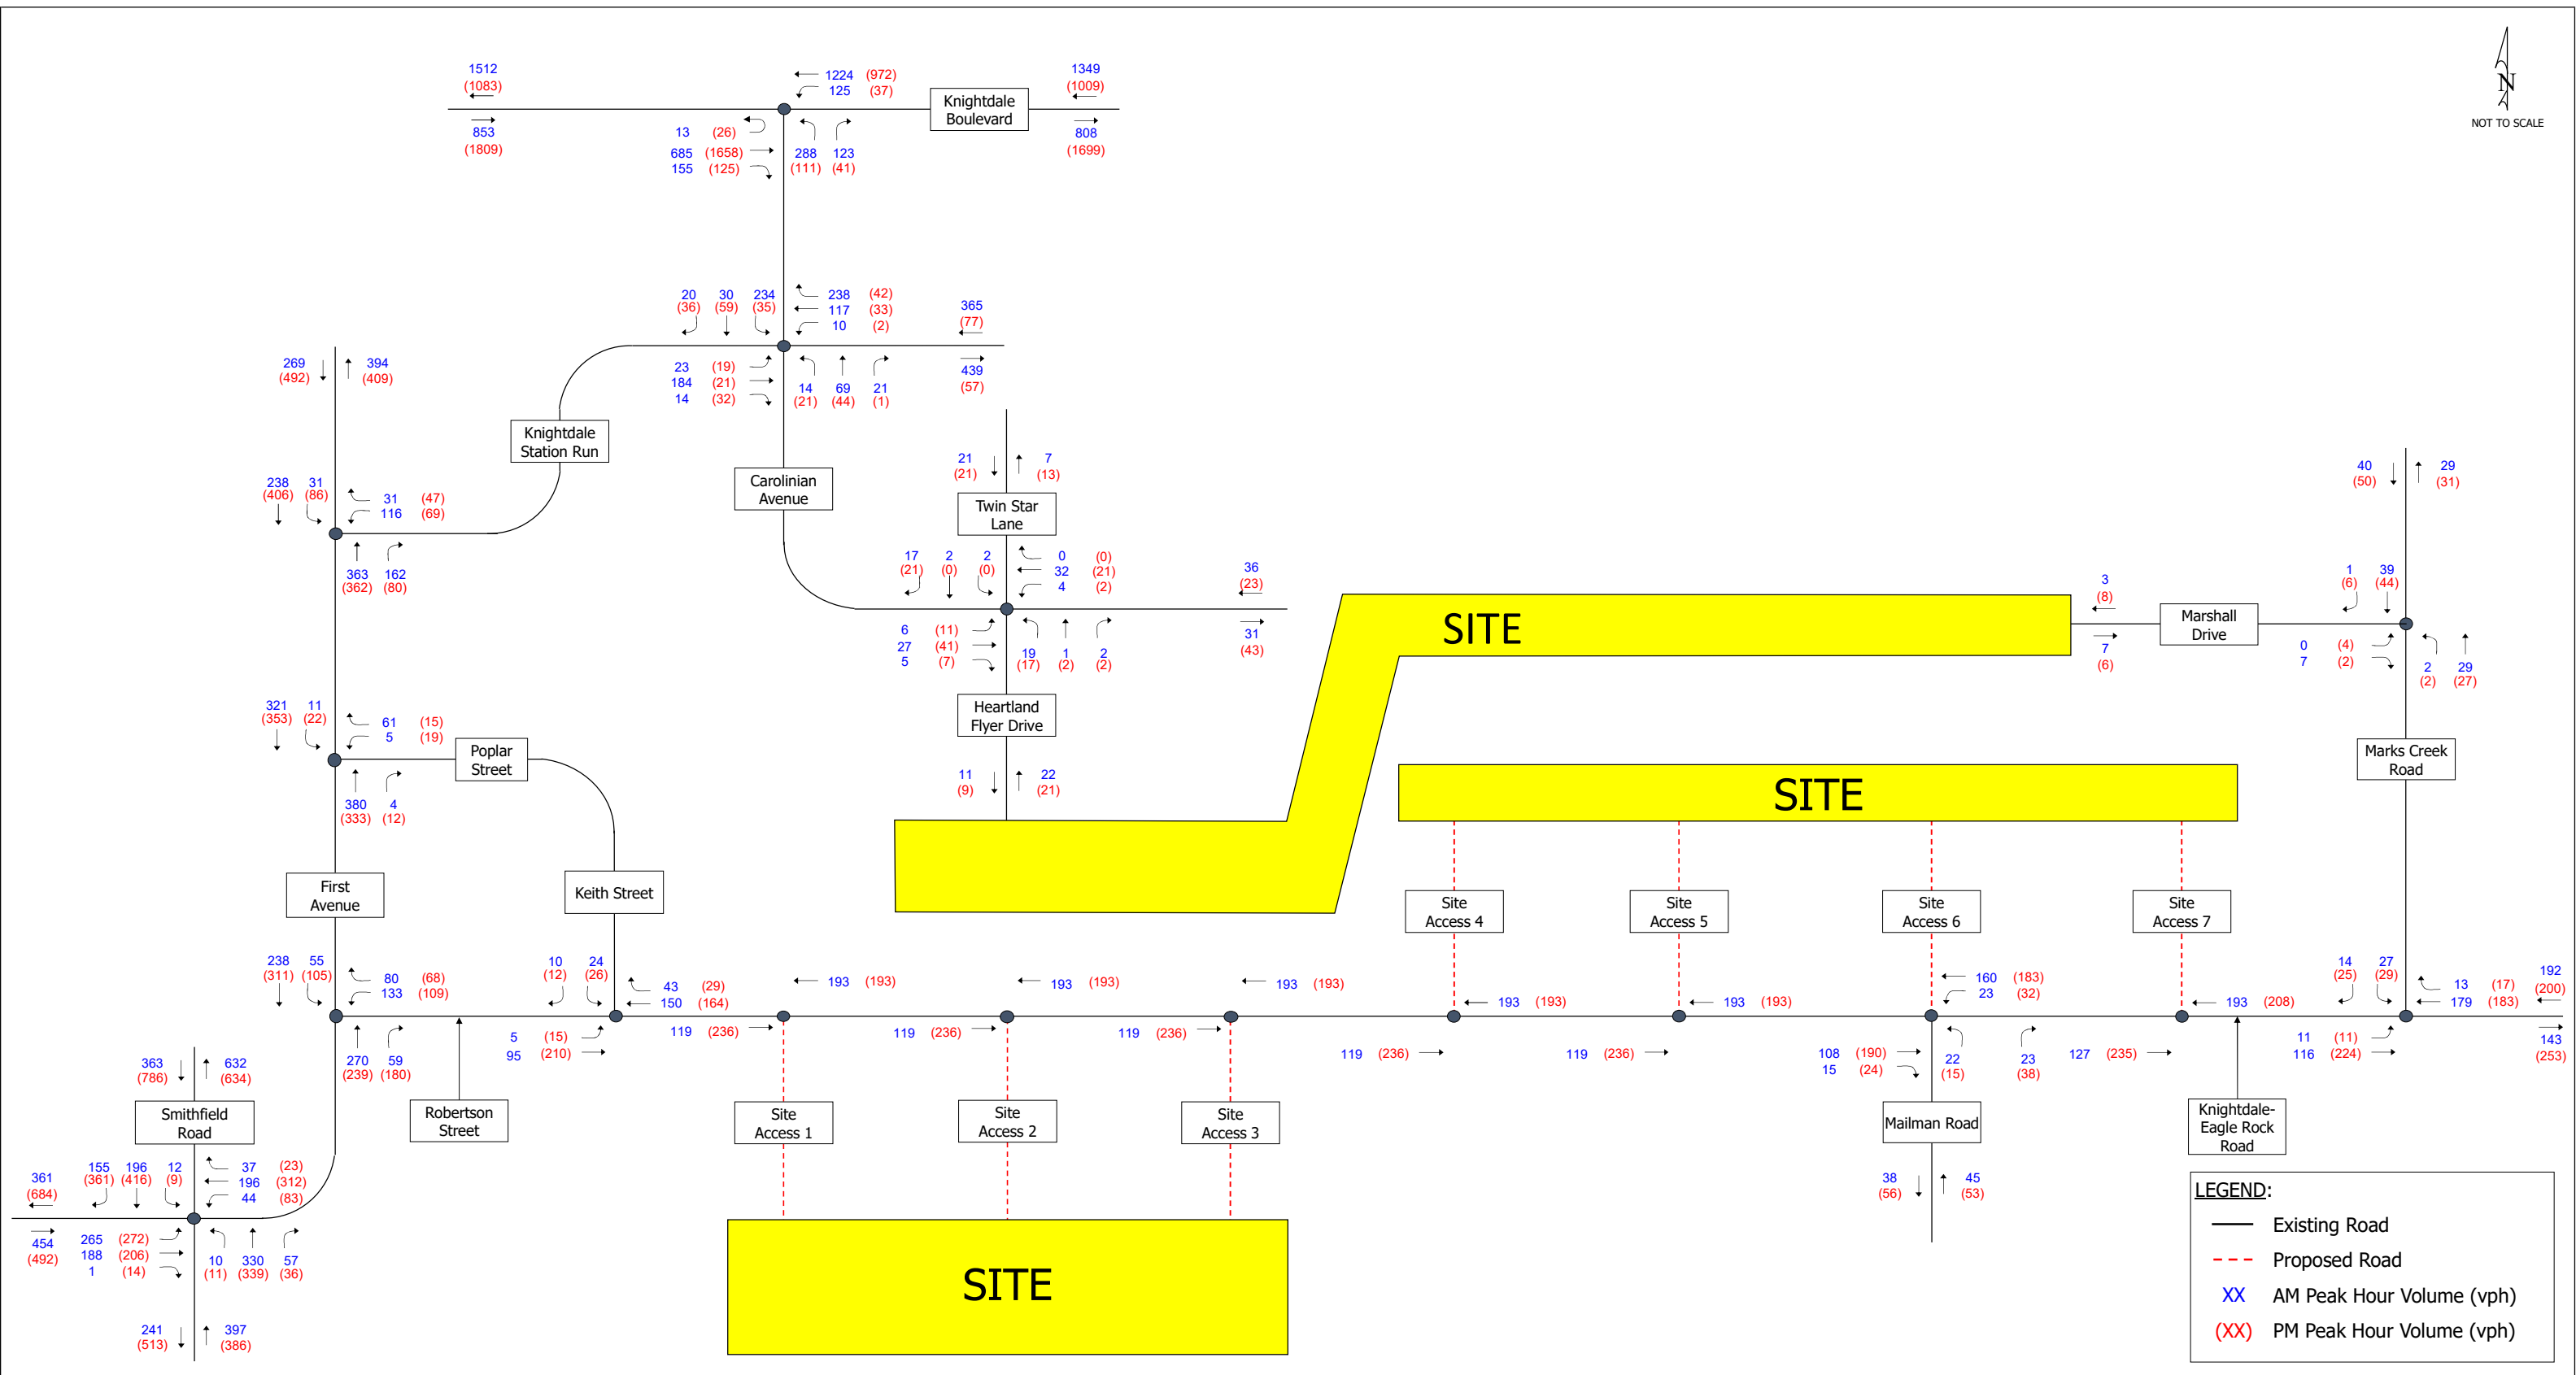 1512
(1083)
1224 (972)
125 (37)
1349
(1009)
Knightdale
Boulevard
N
NOT TO SCALE
853
(1809)
13 (26)
685 (1658)
155 (125)
288 123
(111) (41)
808
(1699)
20 30 234
(36) (59) (35)
238 (42)
117 (33)
10 (2)
365
(77)
269
(492)
394
(409)
23 (19)
184 (21)
14 (32)
14 69 21
(21) (44) (1)
439
(57)
Knightdale
Station Run
Carolinian
Avenue
21
(21)
7
(13)
Twin Star
Lane
40
(50)
29
(31)
238 31
(406) (86)
31 (47)
116 (69)
363 162
(362) (80)
17 2 2
(21) (0) (0)
0 (0)
32 (21)
4 (2)
36
(23)
6 (11)
27 (41)
5 (7)
19 1 2
(17) (2) (2)
31
(43)
SITE
3
(8)
7
(6)
Marshall
Drive
1 39
(6) (44)
0 (4)
7 (2)
2 29
(2) (27)
321 11
(353) (22)
61 (15)
5 (19)
Poplar
Street
Heartland
Flyer Drive
Marks Creek
Road
380 4
(333) (12)
11
(9)
22
(21)
SITE
First
Avenue
Keith Street
Site
Access 4
Site
Access 5
Site
Access 6
Site
Access 7
238 55
(311) (105)
80 (68)
133 (109)
10 24
(12) (26)
43 (29)
150 (164)
193 (193)
193 (193)
193 (193)
193 (193)
193 (193)
160 (183)
23 (32)
193 (208)
14 27
(25) (29)
13 (17)
179 (183)
192
(200)
270 59
(239) (180)
5 (15)
95 (210)
119 (236)
119 (236)
119 (236)
119 (236)
119 (236)
108 (190)
15 (24)
22 23
(15) (38)
127 (235)
11 (11)
116 (224)
143
(253)
363
(786)
632
(634)
Smithfield
Road
Robertson
Street
Site
Access 1
Site
Access 2
Site
Access 3
Mailman Road
Knightdale-
Eagle Rock
Road
361
(684)
155 196 12
(361) (416) (9)
37 (23)
196 (312)
44 (83)
38
(56)
45
(53)
454
(492)
265 (272)
188 (206)
1 (14)
10 330 57
(11) (339) (36)
SITE
241
(513)
397
(386)
LEGEND:
Existing Road
Proposed Road
XX AM Peak Hour Volume (vph)
(XX) PM Peak Hour Volume (vph)